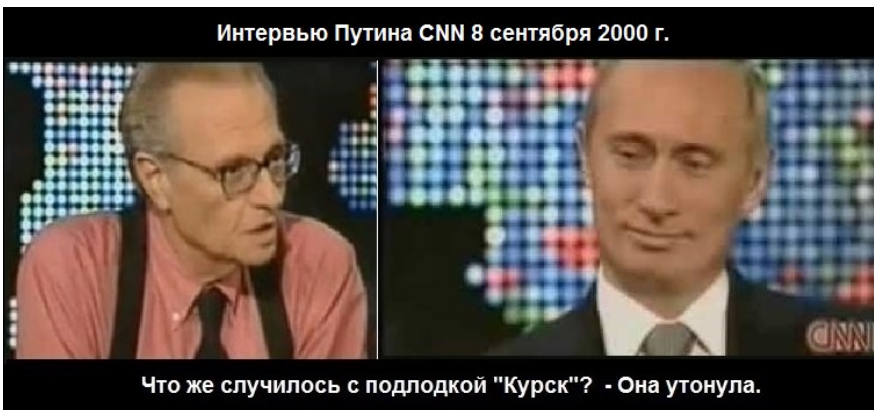 Интервью Путина CNN 8 сентября 2000 г.
CNN
Что же случилось с подлодкой "Курск"? - Она утонула.